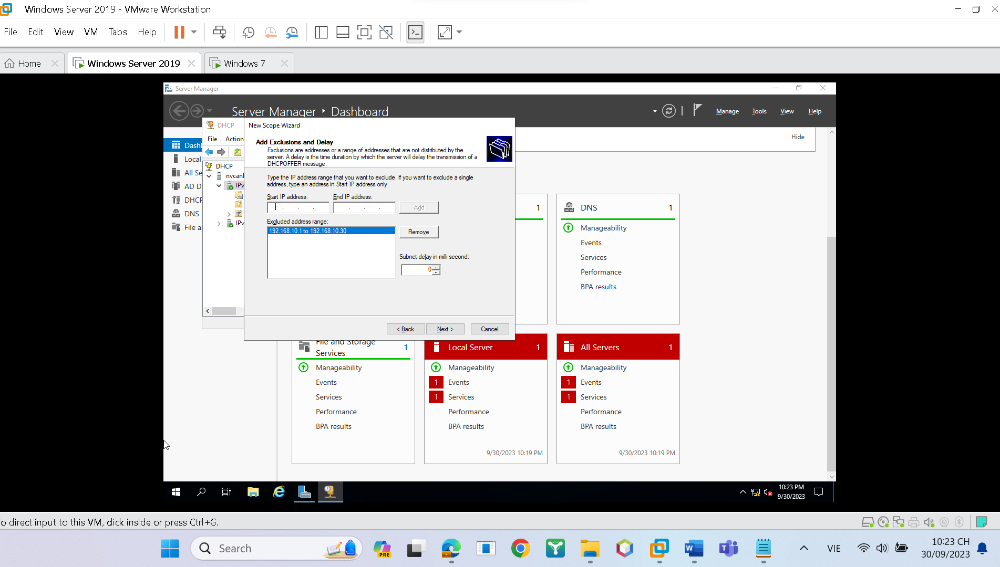 Windows Server 2019 - VMware Workstation
File Edit View VM Tabs Help
Home Windows Server 2019 Windows 7
Server Manager
Server Manager Dashboard
Manage Tools View Help
DHCP
New Scope Wizard
File Action
Add Exclusions and Delay
Exclusions are addresses or a range of addresses that are not distributed by the
server. A delay is the time duration by which the server will delay the transmission of a
DHCPOFFER message.
Hide
Dashl
Local
All Se
AD D
DHCP
DNS
File a
DHCP
nvcanl
IPv
IPv
Type the IP address range that you want to exclude. If you want to exclude a single
address, type an address in Start IP address only.
Start IP address: End IP address:
Add
Excluded address range:
192.168.10.1 to 192.168.10.30
Remove
Subnet delay in milli second:
0
< Back Next > Cancel
1
DNS 1
Manageability
Events
Services
Performance
BPA results
File and Storage
Services 1
Manageability
Events
Services
Performance
BPA results
Local Server 1
Manageability
1 Events
1 Services
Performance
BPA results
9/30/2023 10:19 PM
All Servers 1
Manageability
1 Events
1 Services
Performance
BPA results
9/30/2023 10:19 PM
10:23 PM
9/30/2023
o direct input to this VM, click inside or press Ctrl+G.
Search
PRE
VIE
10:23 CH
30/09/2023